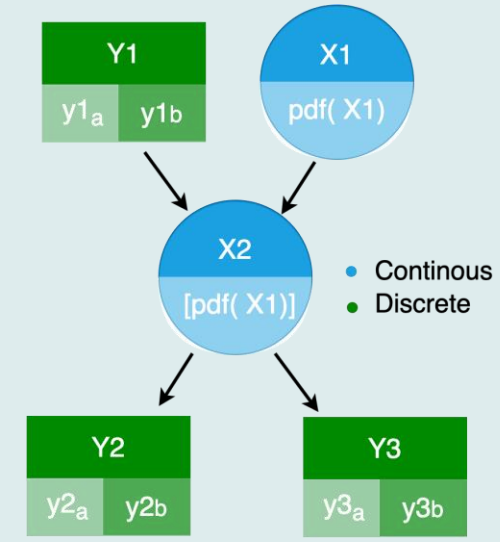 Y1
y1a y1b
X1
pdf( X1)
X2
[pdf( X1)]
Continous
Discrete
Y2
y2a y2b
Y3
y3a y3b